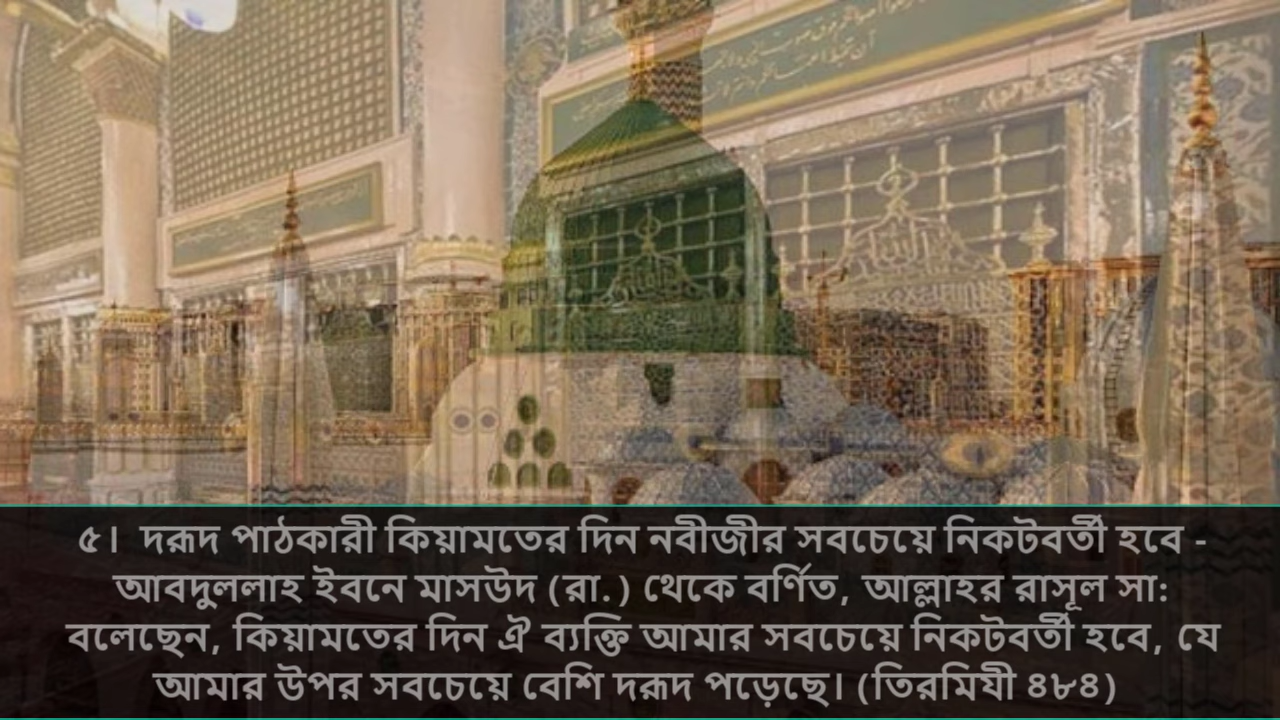 ৫। দরূদ পাঠকারী কিয়ামতের দিন নবীজীর সবচেয়ে নিকটবর্তী হবে -
আবদুললাহ ইবনে মাসউদ (রা.) থেকে বর্ণিত, আল্লাহর রাসূল সা:
বলেছেন, কিয়ামতের দিন ঐ ব্যক্তি আমার সবচেয়ে নিকটবর্তী হবে, যে
আমার উপর সবচেয়ে বেশি দরূদ পড়েছে। (তিরমিযী ৪৮৪)